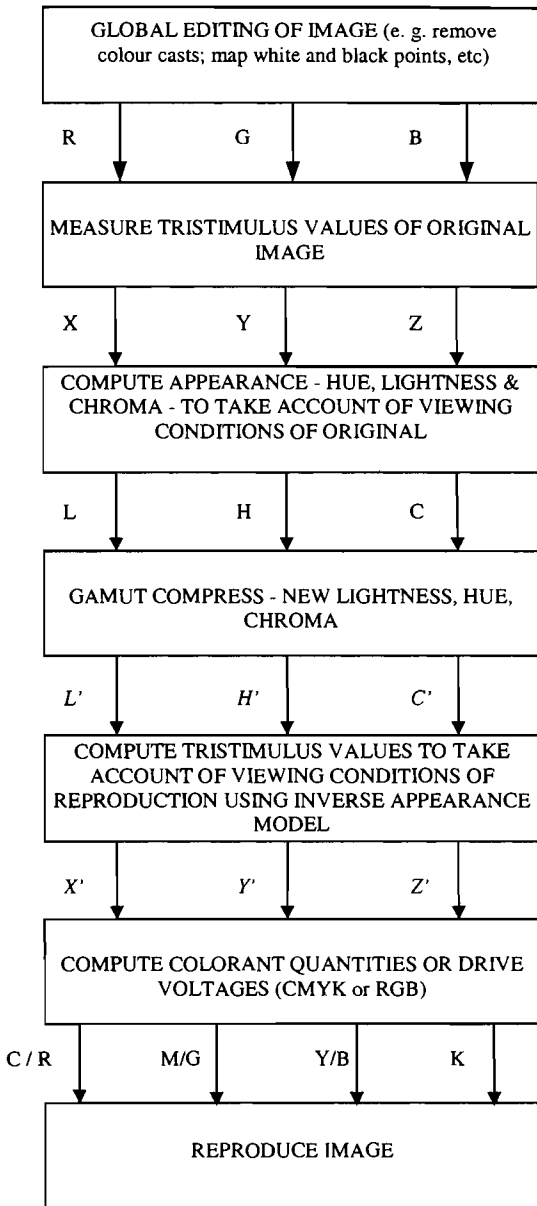 GLOBAL EDITING OF IMAGE (e. g. remove
colour casts; map white and black points, etc)
R G B
MEASURE TRISTIMULUS VALUES OF ORIGINAL
IMAGE
X Y Z
COMPUTE APPEARANCE - HUE, LIGHTNESS &
CHROMA - TO TAKE ACCOUNT OF VIEWING
CONDITIONS OF ORIGINAL
L H C
GAMUT COMPRESS - NEW LIGHTNESS, HUE,
CHROMA
L' H' C'
COMPUTE TRISTIMULUS VALUES TO TAKE
ACCOUNT OF VIEWING CONDITIONS OF
REPRODUCTION USING INVERSE APPEARANCE
MODEL
X' Y' Z'
COMPUTE COLORANT QUANTITIES OR DRIVE
VOLTAGES (CMYK or RGB)
C / R M/G Y/B K
REPRODUCE IMAGE